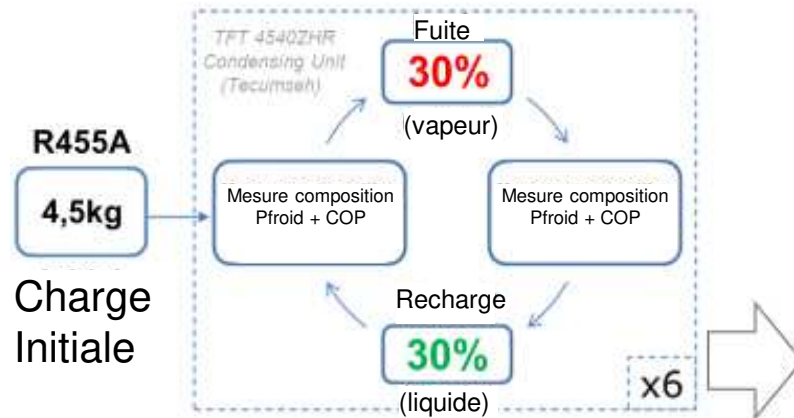 TFT 4540ZHR
Condensing Unit
(Tecumseh)
Fuite
30%
(vapeur)
R455A
4,5kg
Charge
Initiale
Mesure composition
Pfroid + COP
Mesure composition
Pfroid + COP
Recharge
30%
(liquide)
x6